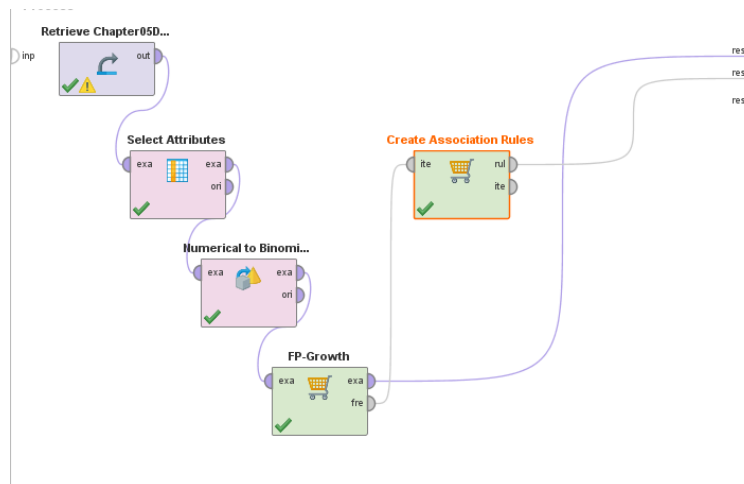 inp
Retrieve Chapter05D...
out
res
res
res
Select Attributes
exa
exa
ori
Create Association Rules
ite
rul
ite
Numerical to Binomi...
exa
exa
ori
FP-Growth
exa
exa
fre